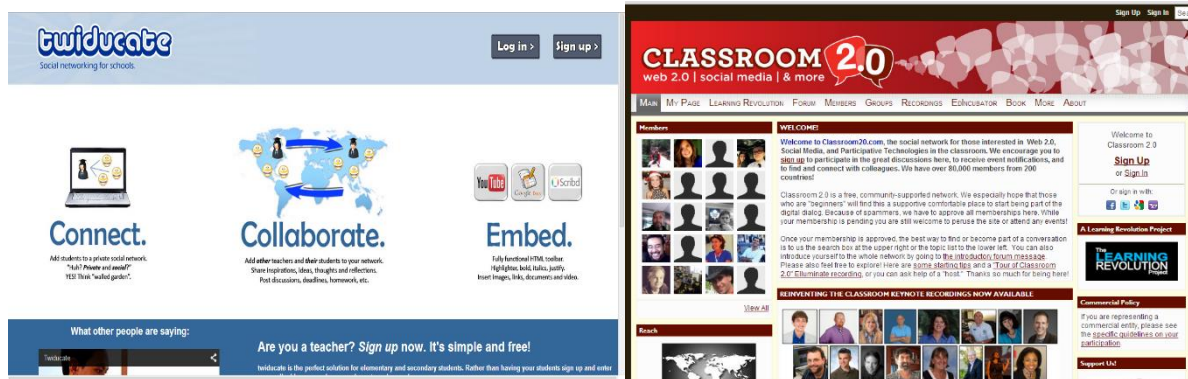 twiducate
Social networking for schools.
Log in >
Sign up >
Connect.
Add students to a private social network.
"Huh? Private and social?"
YES! Think "walled garden".
Collaborate.
Add other teachers and their students to your network.
Share inspirations, ideas, thoughts and reflections.
Post discussions, deadlines, homework, etc.
You Tube
Google Docs
Scribd
Embed.
Fully functional HTML toolbar.
Highlighter, bold, italics, justify.
Insert images, links, documents and video.
What other people are saying:
Twiducate
Are you a teacher? Sign up now. It's simple and free!
twiducate is the perfect solution for elementary and secondary students. Rather than having your students sign up and enter
Sign Up Sign In
CLASSROOM 2.0
web 2.0 | social media | & more
Main My Page Learning Revolution Forum Members Groups Recordings EdIncubator Book More About
Members
View All
Reach
WELCOME!
Welcome to Classroom20.com, the social network for those interested in Web 2.0,
Social Media, and Participative Technologies in the classroom. We encourage you to
sign up to participate in the great discussions here, to receive event notifications, and
to find and connect with colleagues. We have over 80,000 members from 200
countries!
Classroom 2.0 is a free, community-supported network. We especially hope that those
who are "beginners" will find this a supportive comfortable place to start being part of the
digital dialog. Because of spammers, we have to approve all memberships here. While
your membership is pending you are still welcome to peruse the site or attend any events!
Once your membership is approved, the best way to find or become part of a conversation
is to us the search box at the upper right or the topic list to the lower left. You can also
introduce yourself to the whole network by going to the introductory forum message.
Please also feel free to explore! Here are some starting tips and a "Tour of Classroom
2.0" Elluminate recording, or you can ask help of a "host." Thanks so much for being here!
REINVENTING THE CLASSROOM KEYNOTE RECORDINGS NOW AVAILABLE
Welcome to
Classroom 2.0
Sign Up
or Sign In
Or sign in with:
A Learning Revolution Project
The
LEARNING
REVOLUTION
Project
Commercial Policy
If you are representing a
commercial entity, please see
the specific guidelines on your
participation.
Support Us!